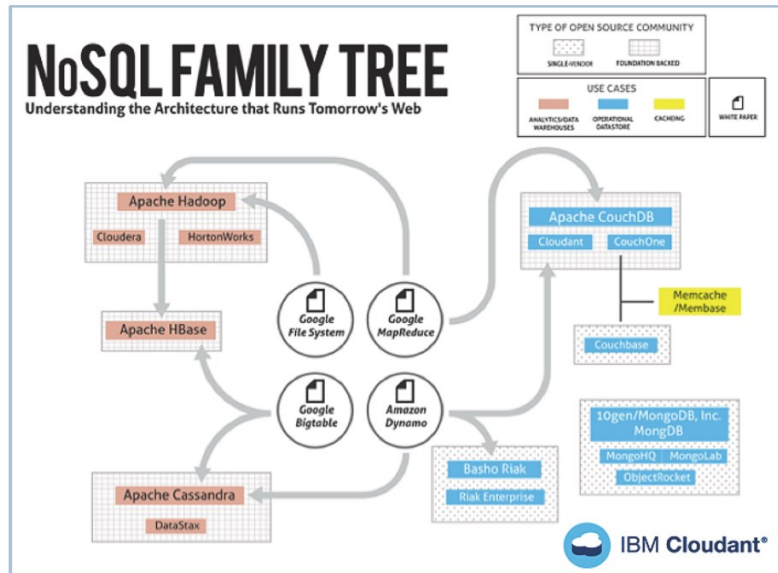 NOSQL FAMILY TREE
Understanding the Architecture that Runs Tomorrow's Web
TYPE OF OPEN SOURCE COMMUNITY
SINGLE-VENDOR
FOUNDATION BACKED
USE CASES
ANALYTICS/DATA
WAREHOUSES
OPERATIONAL
DATASTORE
CACHING
WHITE PAPER
Apache Hadoop
Cloudera
HortonWorks
Apache CouchDB
Cloudant
CouchOne
Apache HBase
Google
File System
Google
MapReduce
Memcache
/Membase
Couchbase
Google
Bigtable
Amazon
Dynamo
10gen/MongoDB, Inc.
MongDB
MongoHQ
MongoLab
ObjectRocket
Apache Cassandra
DataStax
Basho Riak
Riak Enterprise
IBM Cloudant®